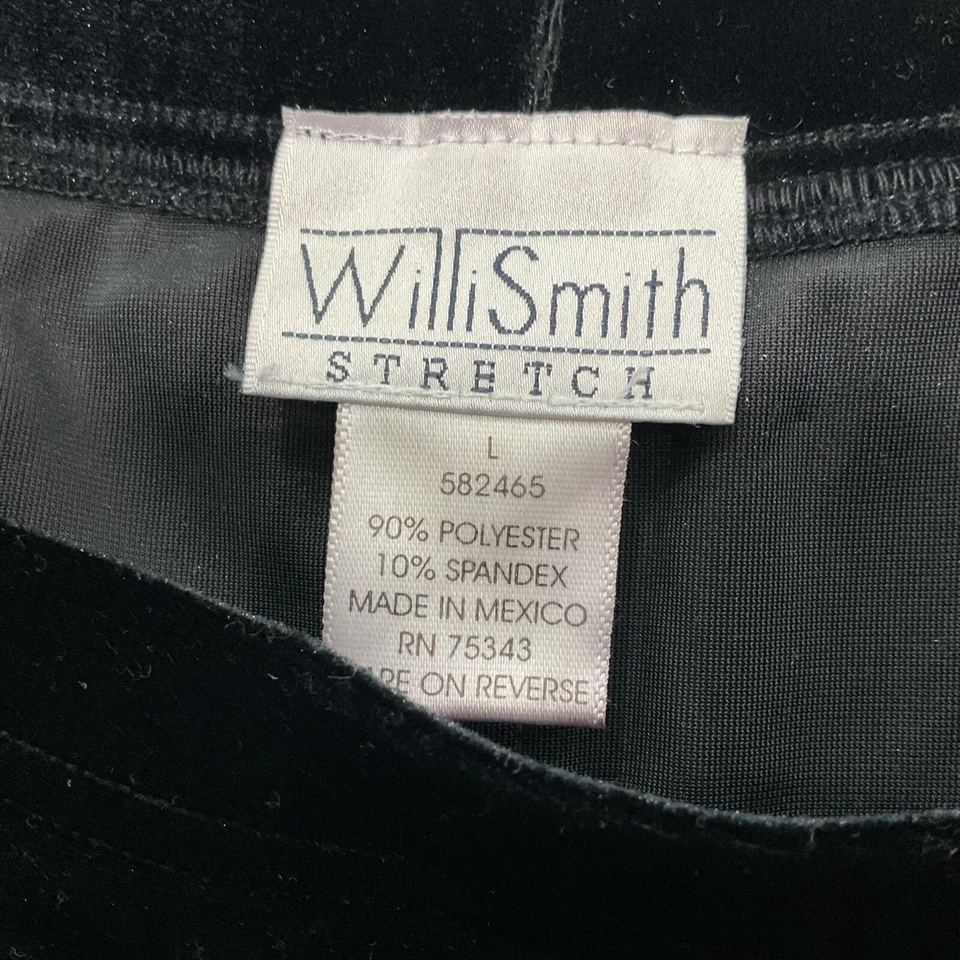 WilliSmith
STRETCH
L
582465
90% POLYESTER
10% SPANDEX
MADE IN MEXICO
RN 75343
ON REVERSE